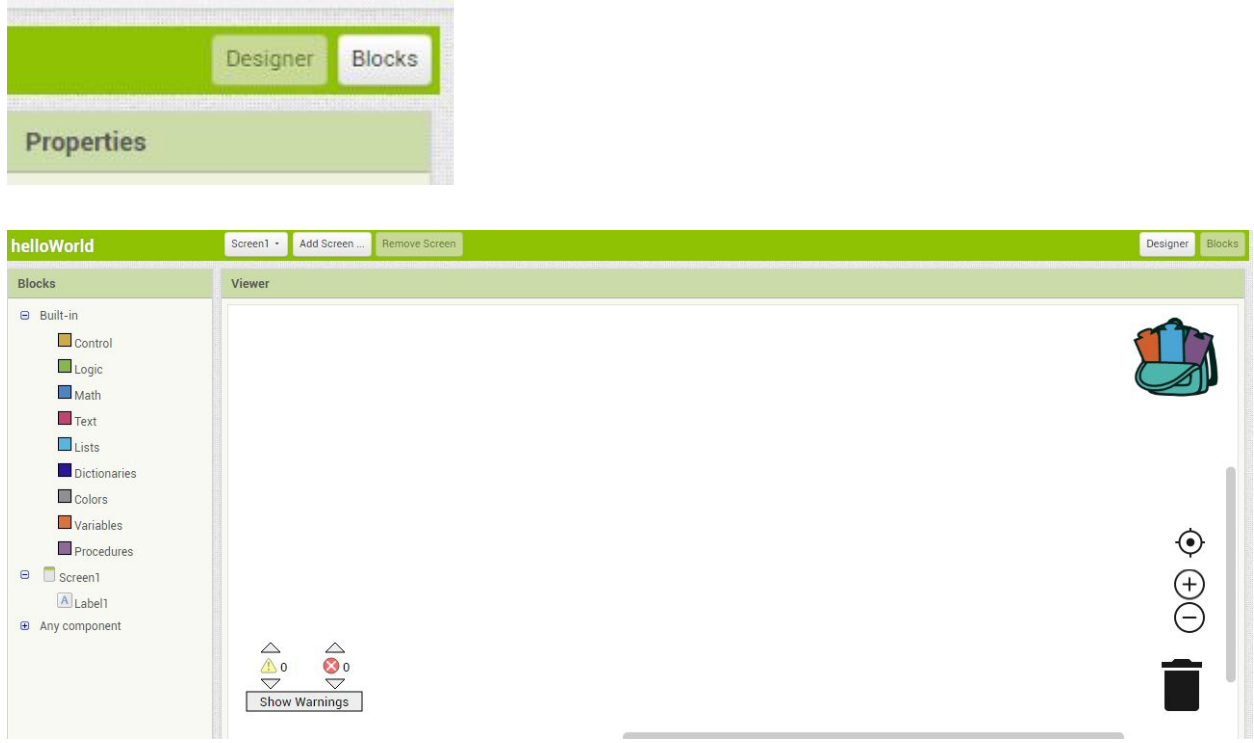 Designer Blocks
Properties
helloWorld Screen1 Add Screen ... Remove Screen Designer Blocks
Blocks Viewer
Built-in
Control
Logic
Math
Text
Lists
Dictionaries
Colors
Variables
Procedures
Screen1
A Label1
Any component
0 0
Show Warnings